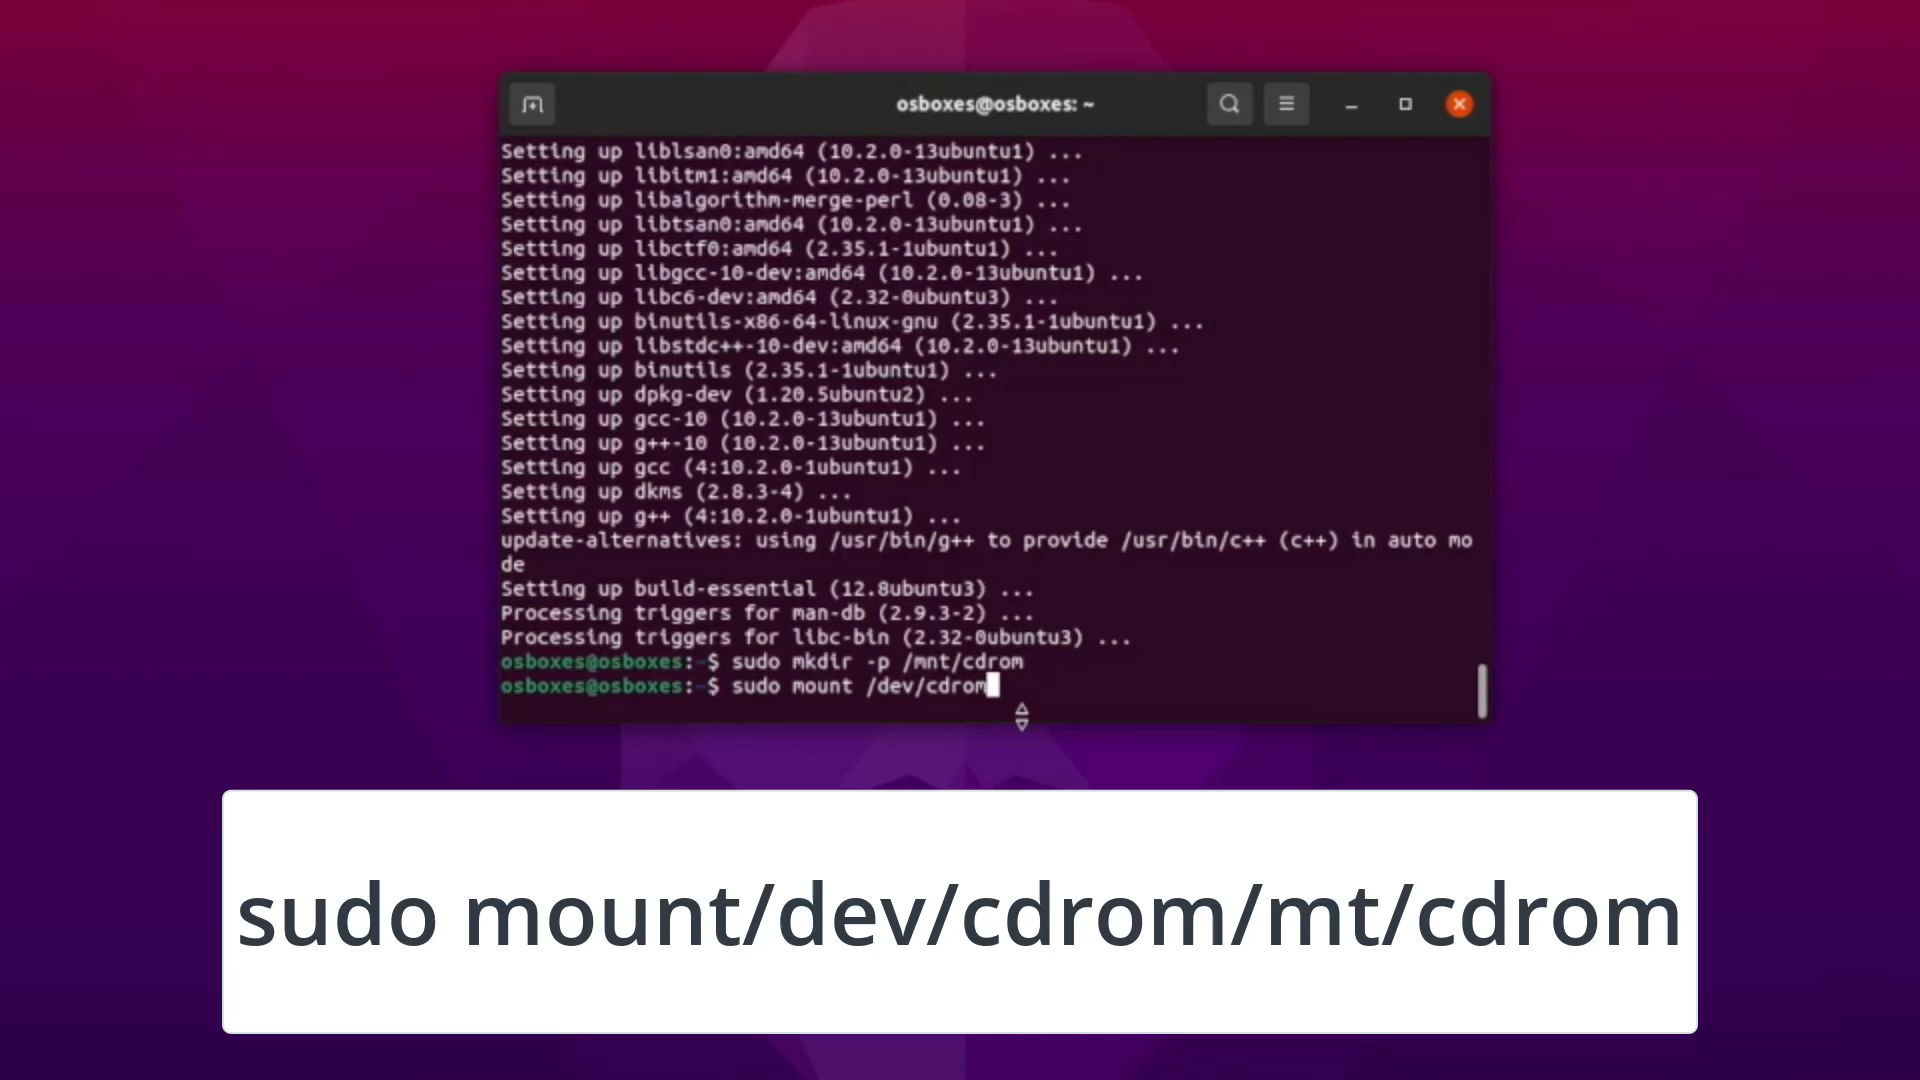 osboxes@osboxes: ~
Setting up liblsan0:amd64 (10.2.0-13ubuntu1) ...
Setting up libitm1:amd64 (10.2.0-13ubuntu1) ...
Setting up libalgorithm-merge-perl (0.08-3) ...
Setting up libtsan0:amd64 (10.2.0-13ubuntu1) ...
Setting up libctf0:amd64 (2.35.1-1ubuntu1) ...
Setting up libgcc-10-dev:amd64 (10.2.0-13ubuntu1) ...
Setting up libc6-dev:amd64 (2.32-0ubuntu3) ...
Setting up binutils-x86-64-linux-gnu (2.35.1-1ubuntu1) ...
Setting up libstdc++-10-dev:amd64 (10.2.0-13ubuntu1) ...
Setting up binutils (2.35.1-1ubuntu1) ...
Setting up dpkg-dev (1.20.5ubuntu2) ...
Setting up gcc-10 (10.2.0-13ubuntu1) ...
Setting up g++-10 (10.2.0-13ubuntu1) ...
Setting up gcc (4:10.2.0-1ubuntu1) ...
Setting up dkms (2.8.3-4) ...
Setting up g++ (4:10.2.0-1ubuntu1) ...
update-alternatives: using /usr/bin/g++ to provide /usr/bin/c++ (c++) in auto mo
de
Setting up build-essential (12.8ubuntu3) ...
Processing triggers for man-db (2.9.3-2) ...
Processing triggers for libc-bin (2.32-0ubuntu3) ...
osboxes@osboxes:~$ sudo mkdir -p /mnt/cdrom
osboxes@osboxes:~$ sudo mount /dev/cdrom
sudo mount/dev/cdrom/mt/cdrom